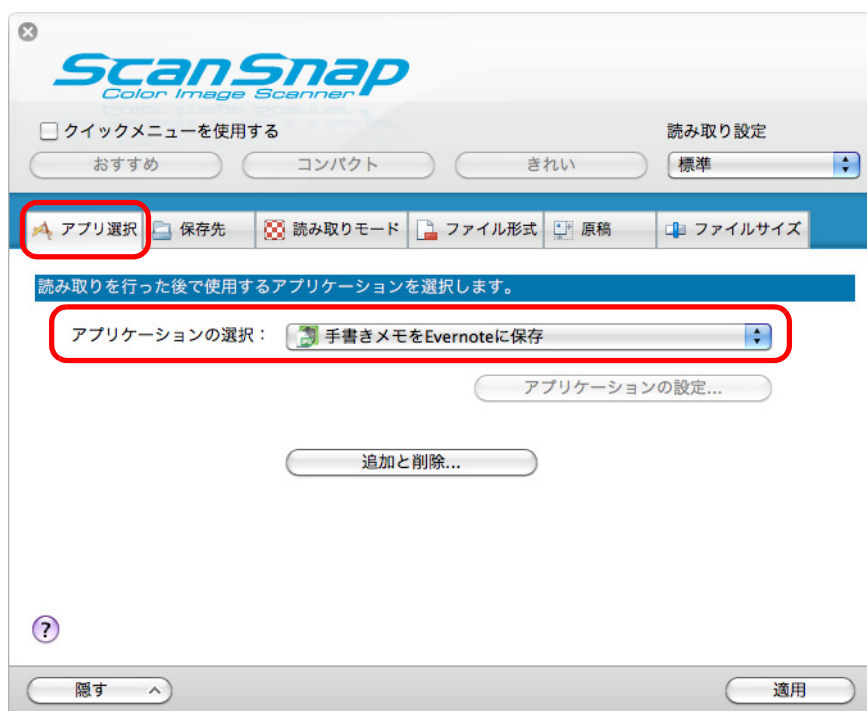 ScanSnap
Color Image Scanner
クイックメニューを使用する
読み取り設定
おすすめ コンパクト きれい 標準
アプリ選択 保存先 読み取りモード ファイル形式 原稿 ファイルサイズ
読み取りを行った後で使用するアプリケーションを選択します。
アプリケーションの選択： 手書きメモをEvernoteに保存
アプリケーションの設定...
追加と削除...
?
隠す 適用